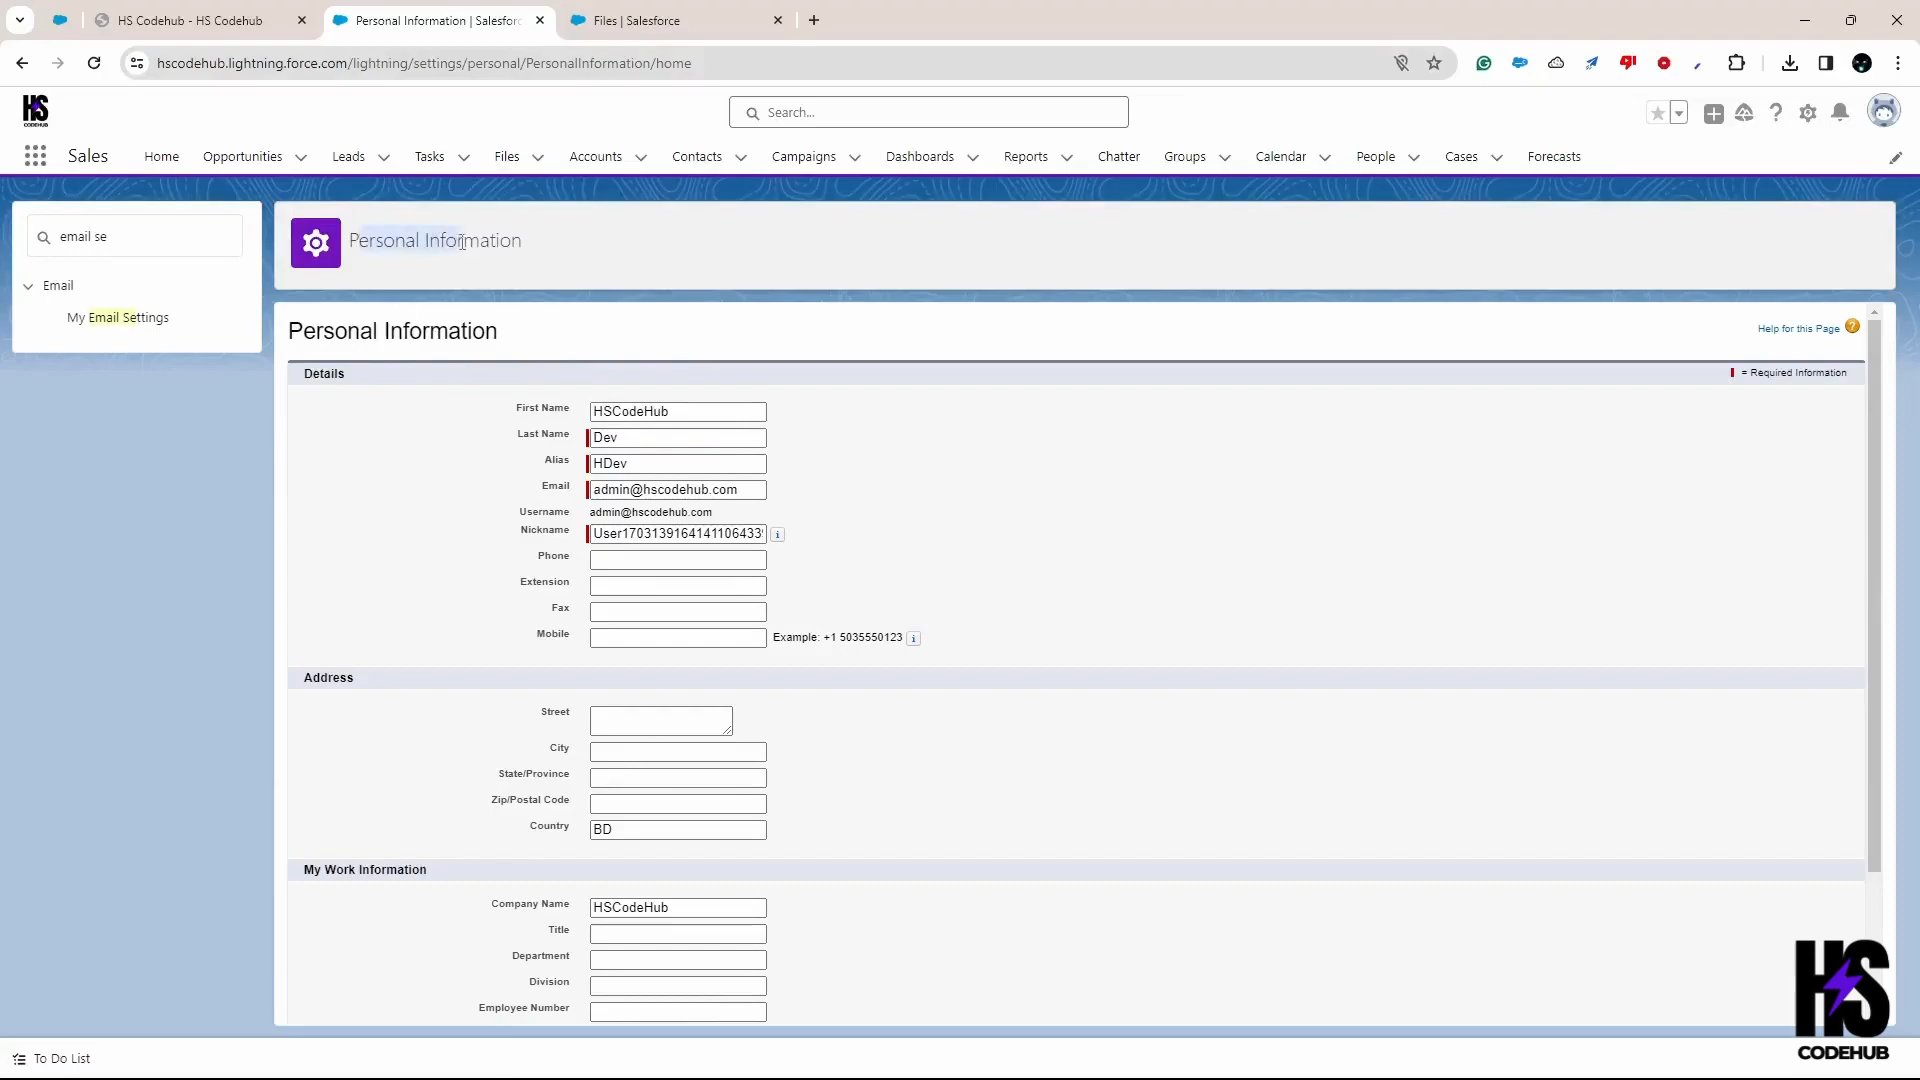 HS Codehub - HS Codehub
Personal Information | Salesforc
Files | Salesforce
hscodehub.lightning.force.com/lightning/settings/personal/PersonalInformation/home
HS
CODEHUB
Search...
Sales
Home
Opportunities
Leads
Tasks
Files
Accounts
Contacts
Campaigns
Dashboards
Reports
Chatter
Groups
Calendar
People
Cases
Forecasts
email se
Email
My Email Settings
Personal Information
Personal Information
Help for this Page ?
Details
= Required Information
First Name HSCodeHub
Last Name Dev
Alias HDev
Email admin@hscodehub.com
Username admin@hscodehub.com
Nickname User1703139164141106433 i
Phone
Extension
Fax
Mobile Example: +1 5035550123 i
Address
Street
City
State/Province
Zip/Postal Code
Country BD
My Work Information
Company Name HSCodeHub
Title
Department
Division
Employee Number
To Do List
HS
CODEHUB